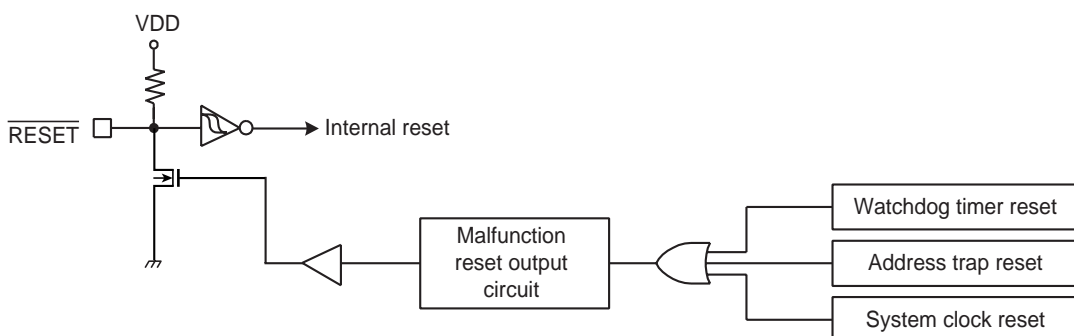 VDD
RESET
Internal reset
Malfunction
reset output
circuit
Watchdog timer reset
Address trap reset
System clock reset